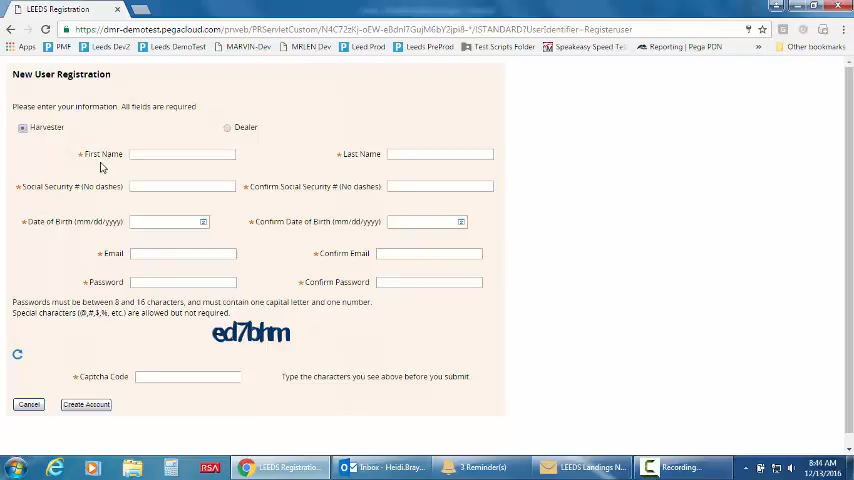 LEEDS Registration
https://dmr-demotest.pegacloud.com/prweb/PRServletCustom/N4C72zKj-oEW-eBdnl7GujM6bY2jpi8-*/!STANDARD?UserIdentifier=Registeruser
Apps PMF Leeds Dev2 Leeds DemoTest MARVIN-Dev MRLEN Dev Leed Prod Leeds PreProd Test Scripts Folder Speakeasy Speed Tes Reporting | Pega PDN Other bookmarks
New User Registration
Please enter your information. All fields are required
Harvester Dealer
* First Name * Last Name
* Social Security # (No dashes) * Confirm Social Security # (No dashes)
* Date of Birth (mm/dd/yyyy) * Confirm Date of Birth (mm/dd/yyyy)
* Email * Confirm Email
* Password * Confirm Password
Passwords must be between 8 and 16 characters, and must contain one capital letter and one number.
Special characters (@,#,$,%, etc.) are allowed but not required.
ed7bhm
* Captcha Code Type the characters you see above before you submit
Cancel Create Account
RSA LEEDS Registratio... Inbox - Heidi.Bray... 3 Reminder(s) LEEDS Landings N... Recording...
8:44 AM
12/13/2016